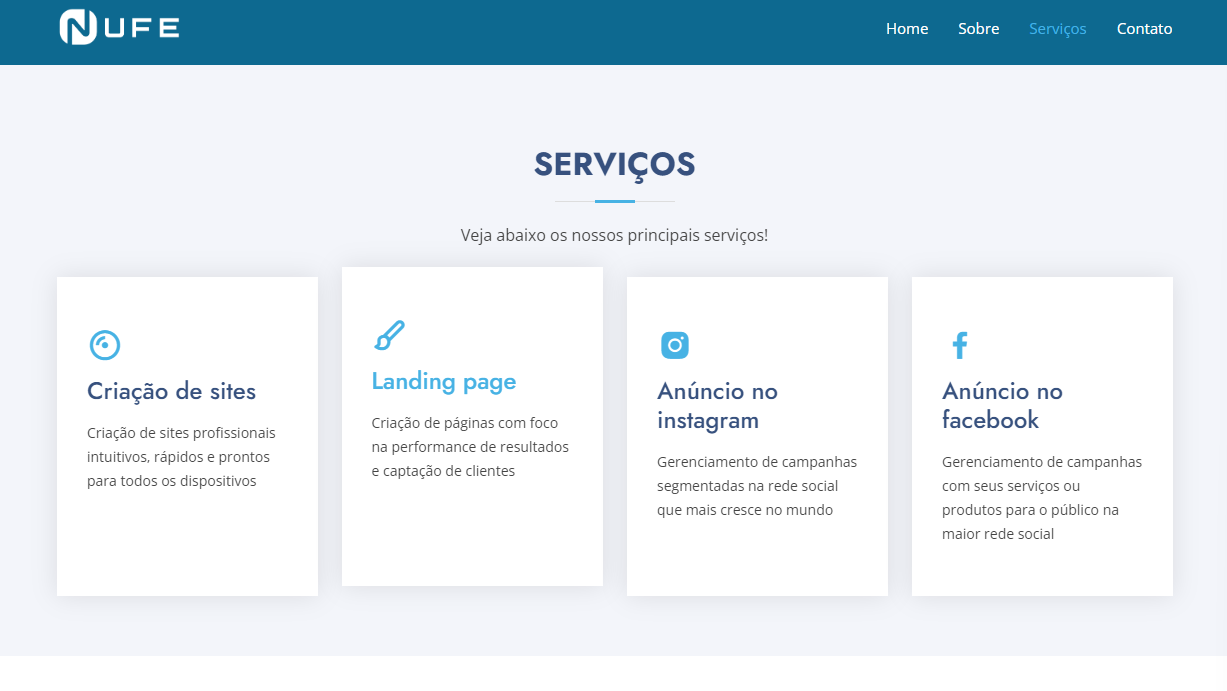 NUFE
Home Sobre Serviços Contato
SERVIÇOS
Veja abaixo os nossos principais serviços!
Criação de sites
Criação de sites profissionais
intuitivos, rápidos e prontos
para todos os dispositivos
Landing page
Criação de páginas com foco
na performance de resultados
e captação de clientes
Anúncio no
instagram
Gerenciamento de campanhas
segmentadas na rede social
que mais cresce no mundo
Anúncio no
facebook
Gerenciamento de campanhas
com seus serviços ou
produtos para o público na
maior rede social